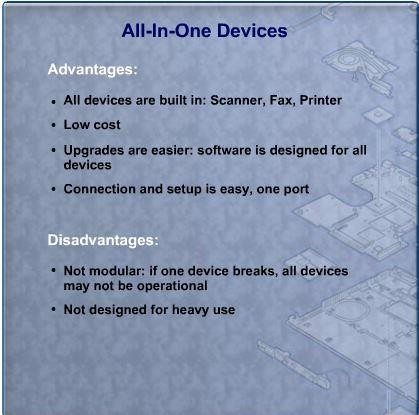 All-In-One Devices
Advantages:
• All devices are built in: Scanner, Fax, Printer
• Low cost
• Upgrades are easier: software is designed for all
devices
• Connection and setup is easy, one port
Disadvantages:
• Not modular: if one device breaks, all devices
may not be operational
• Not designed for heavy use